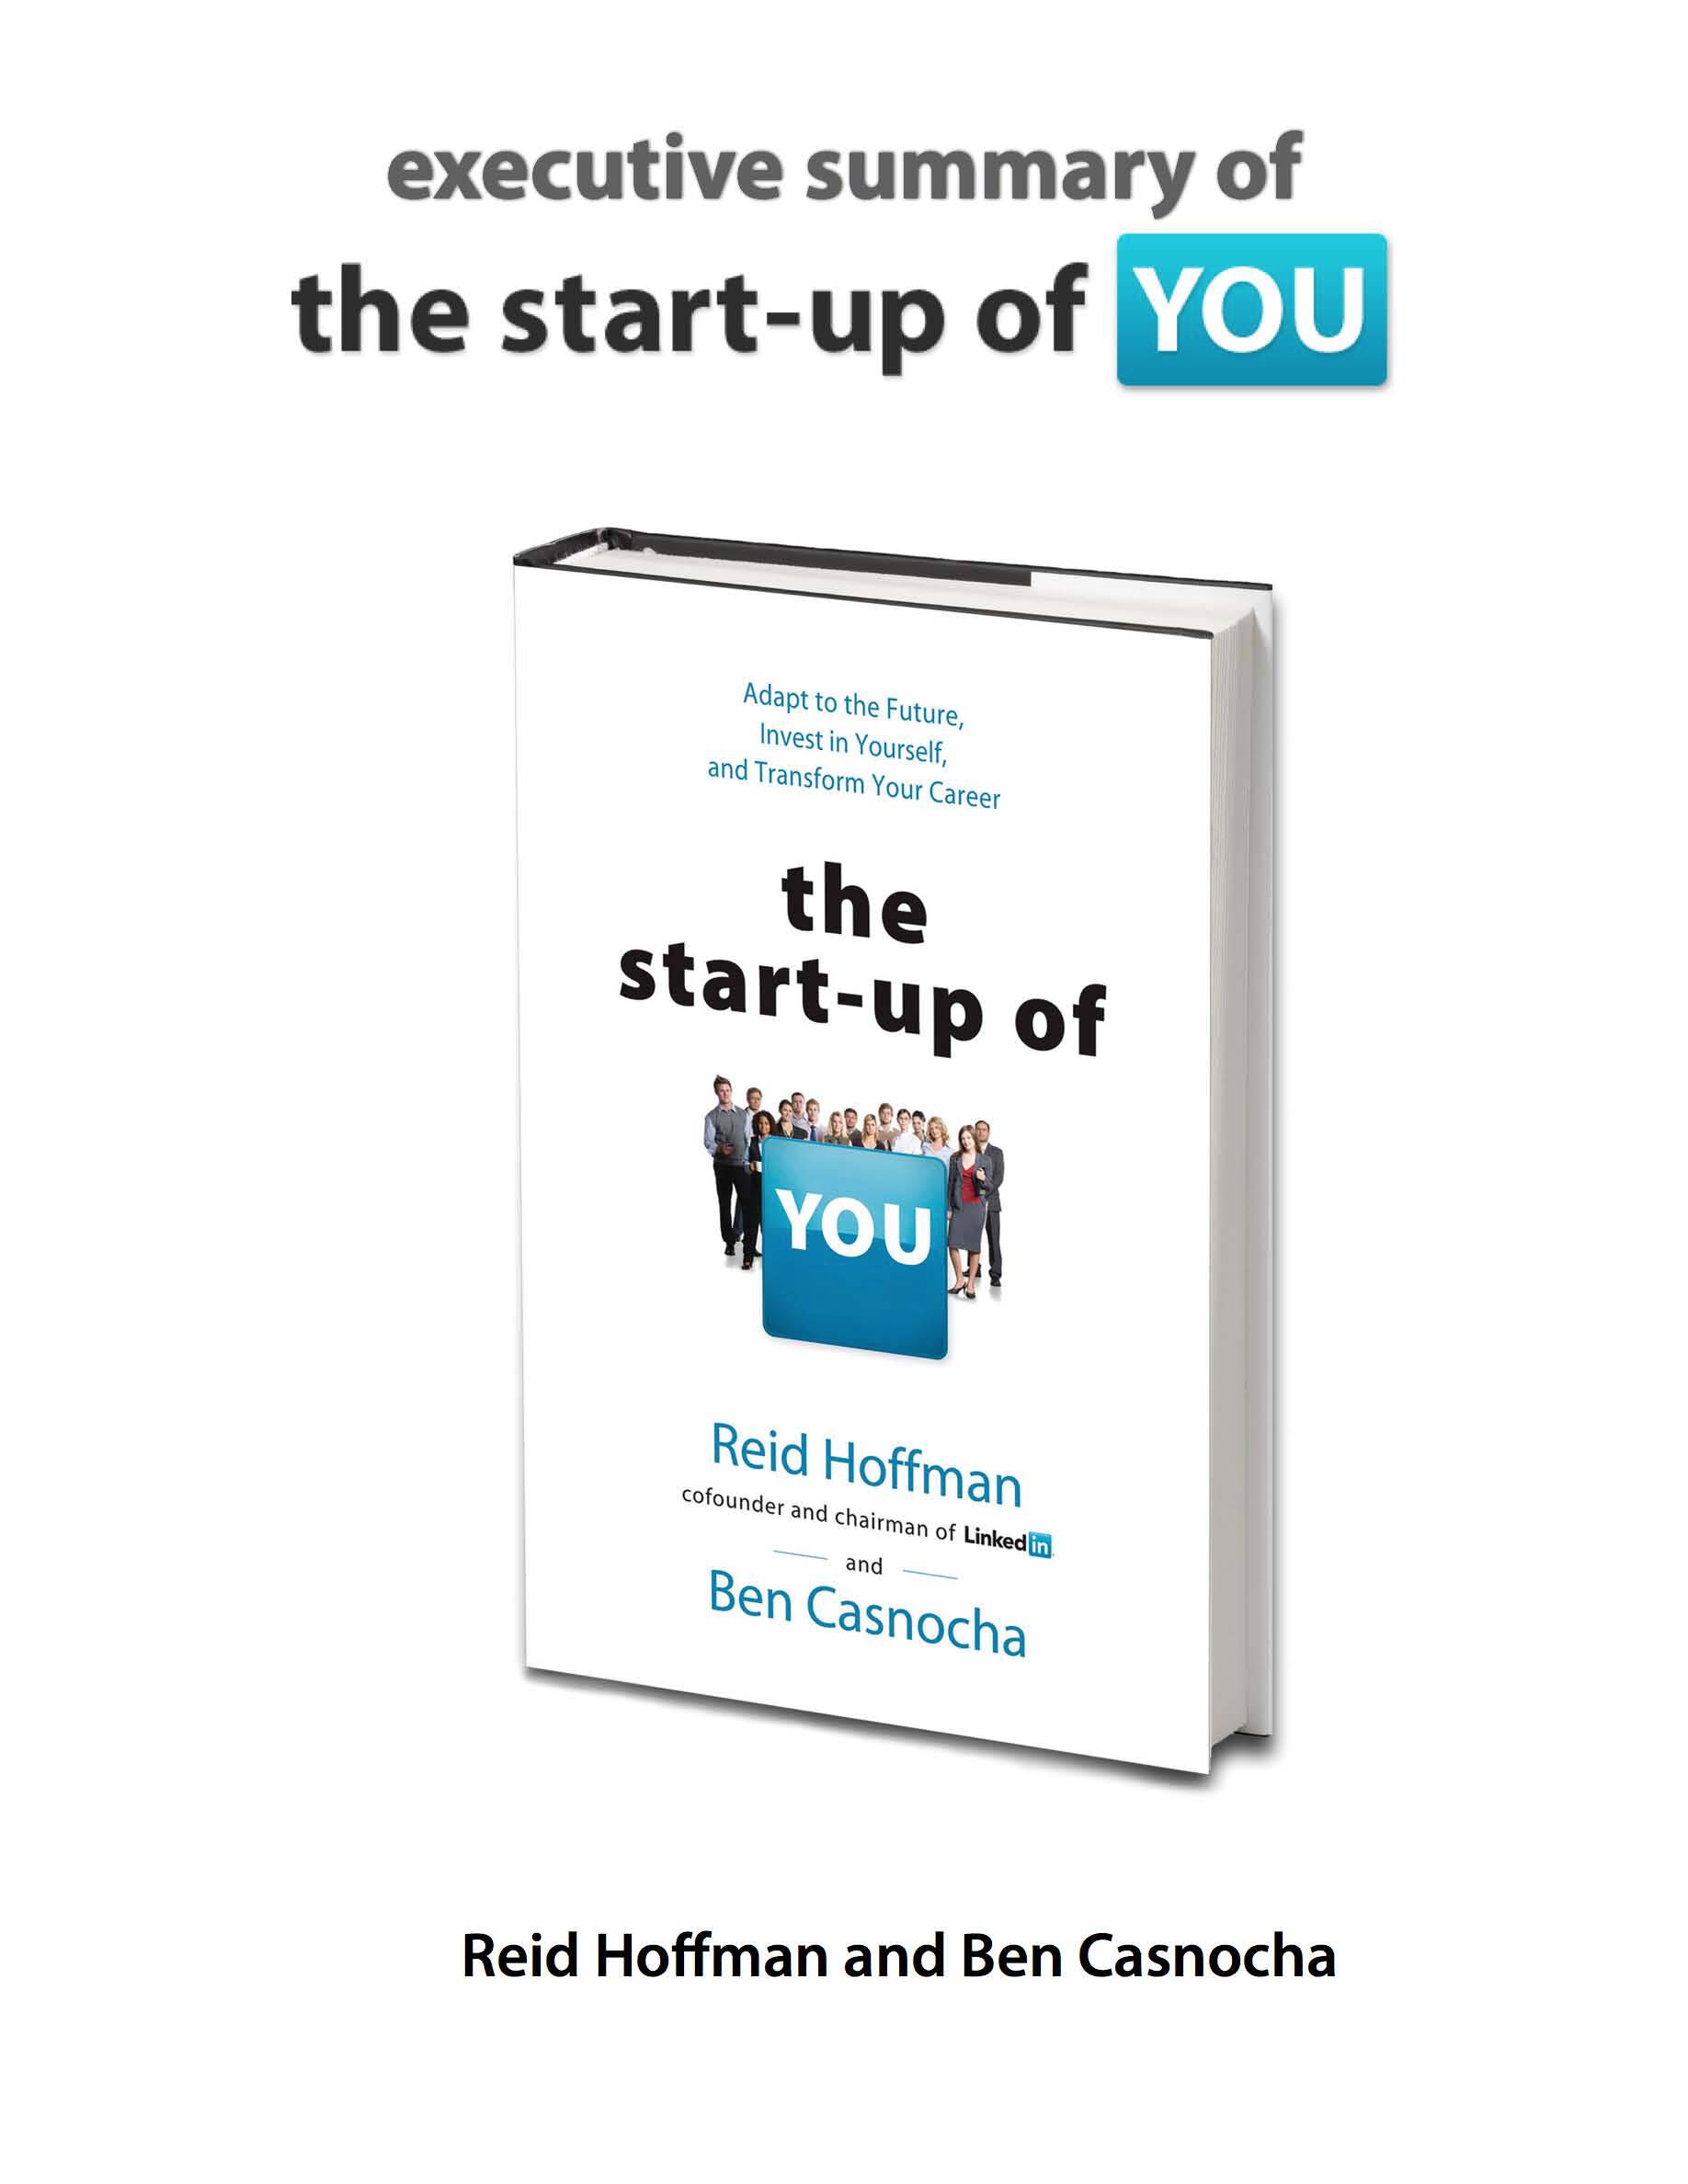 executive summary of
the start-up of YOU
Adapt to the Future,
Invest in Yourself,
and Transform Your Career
the
start-up of
YOU
Reid Hoffman
cofounder and chairman of Linkedin
and
Ben Casnocha
Reid Hoffman and Ben Casnocha